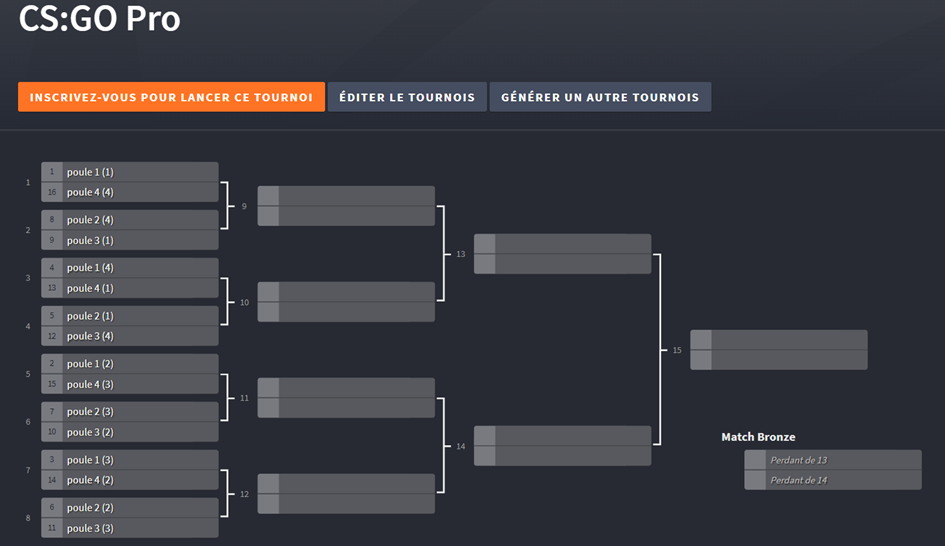 CS:GO Pro
INSCRIVEZ-VOUS POUR LANCER CE TOURNOI
ÉDITER LE TOURNOIS
GÉNÉRER UN AUTRE TOURNOIS
1
1 poule 1 (1)
16 poule 4 (4)
2
8 poule 2 (4)
9 poule 3 (1)
3
4 poule 1 (4)
13 poule 4 (1)
4
5 poule 2 (1)
12 poule 3 (4)
5
2 poule 1 (2)
15 poule 4 (3)
6
7 poule 2 (3)
10 poule 3 (2)
7
3 poule 1 (3)
14 poule 4 (2)
8
6 poule 2 (2)
11 poule 3 (3)
9
10
11
12
13
14
15
Match Bronze
Perdant de 13
Perdant de 14